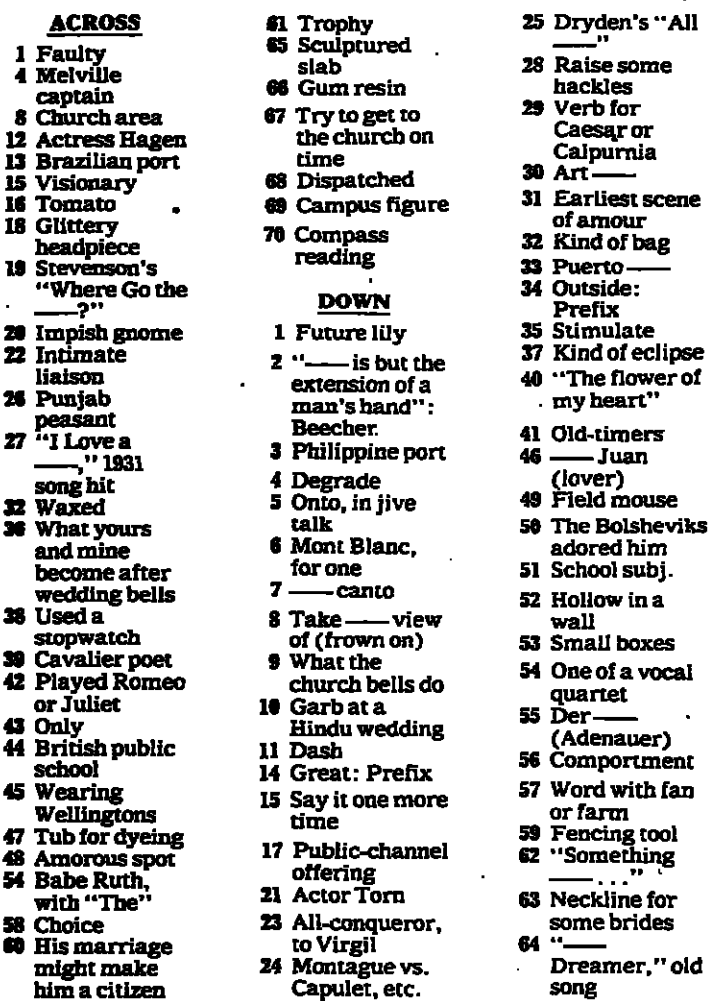 ACROSS
1 Faulty
4 Melville
captain
8 Church area
12 Actress Hagen
13 Brazilian port
15 Visionary
16 Tomato
18 Glittery
headpiece
19 Stevenson's
"Where Go the
——?"
20 Impish gnome
22 Intimate
liaison
26 Punjab
peasant
27 "I Love a
——," 1931
song hit
32 Waxed
36 What yours
and mine
become after
wedding bells
38 Used a
stopwatch
39 Cavalier poet
42 Played Romeo
or Juliet
43 Only
44 British public
school
45 Wearing
Wellingtons
47 Tub for dyeing
48 Amorous spot
54 Babe Ruth,
with "The"
58 Choice
60 His marriage
might make
him a citizen
61 Trophy
65 Sculptured
slab
66 Gum resin
67 Try to get to
the church on
time
68 Dispatched
69 Campus figure
70 Compass
reading
DOWN
1 Future lily
2 "—— is but the
extension of a
man's hand":
Beecher.
3 Philippine port
4 Degrade
5 Onto, in jive
talk
6 Mont Blanc,
for one
7 —— canto
8 Take —— view
of (frown on)
9 What the
church bells do
10 Garb at a
Hindu wedding
11 Dash
14 Great: Prefix
15 Say it one more
time
17 Public-channel
offering
21 Actor Torn
23 All-conqueror,
to Virgil
24 Montague vs.
Capulet, etc.
25 Dryden's "All
——"
28 Raise some
hackles
29 Verb for
Caesar or
Calpurnia
30 Art ——
31 Earliest scene
of amour
32 Kind of bag
33 Puerto ——
34 Outside:
Prefix
35 Stimulate
37 Kind of eclipse
40 "The flower of
my heart"
41 Old-timers
46 —— Juan
(lover)
49 Field mouse
50 The Bolsheviks
adored him
51 School subj.
52 Hollow in a
wall
53 Small boxes
54 One of a vocal
quartet
55 Der ——
(Adenauer)
56 Comportment
57 Word with fan
or farm
59 Fencing tool
62 "Something
—— . . ."
63 Neckline for
some brides
64 "——
Dreamer," old
song